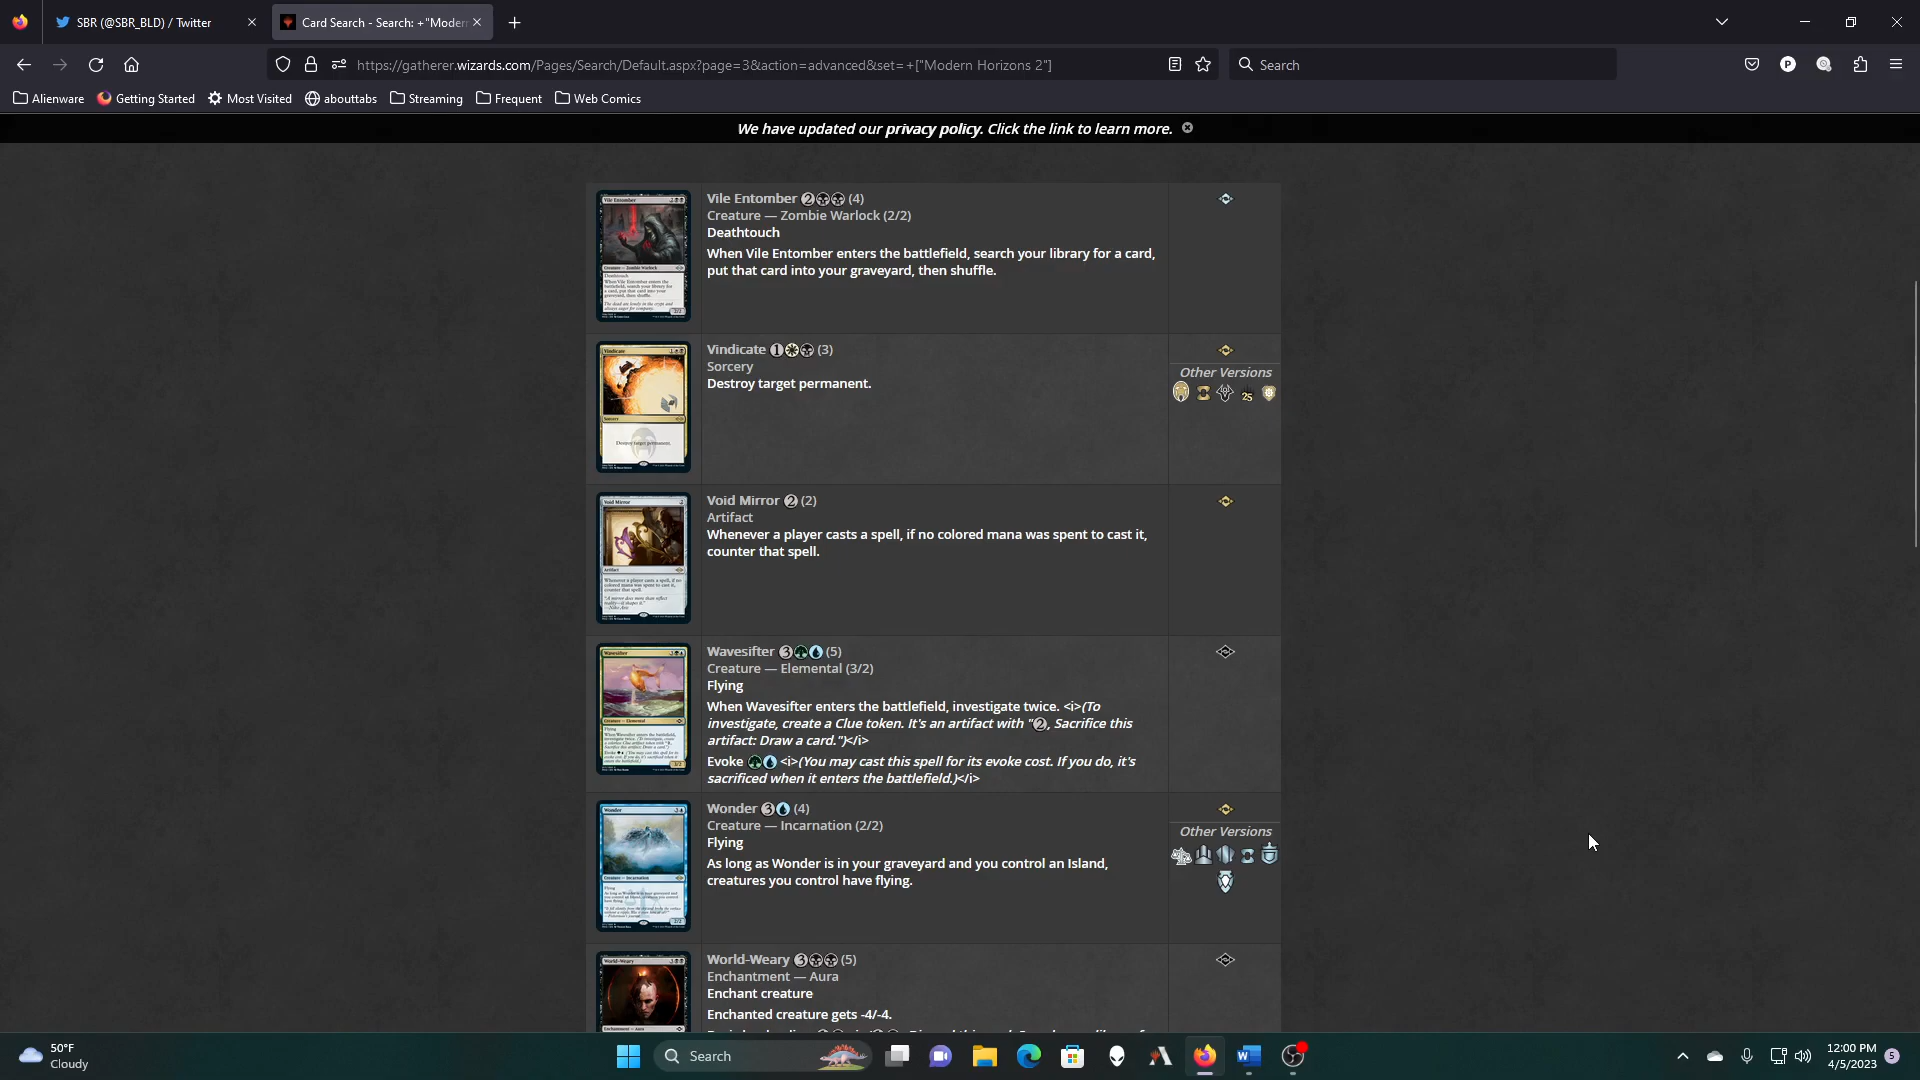 SBR (@SBR_BLD) / Twitter
Card Search - Search: +"Modern
https://gatherer.wizards.com/Pages/Search/Default.aspx?page=3&action=advanced&set=+["Modern Horizons 2"]
Search
P
Alienware
Getting Started
Most Visited
abouttabs
Streaming
Frequent
Web Comics
We have updated our privacy policy. Click the link to learn more.
Vile Entomber 2 (4)
Creature — Zombie Warlock (2/2)
Deathtouch
When Vile Entomber enters the battlefield, search your library for a card,
put that card into your graveyard, then shuffle.
Vindicate 1 (3)
Sorcery
Destroy target permanent.
Other Versions
25
Void Mirror 2 (2)
Artifact
Whenever a player casts a spell, if no colored mana was spent to cast it,
counter that spell.
Wavesifter 3 (5)
Creature — Elemental (3/2)
Flying
When Wavesifter enters the battlefield, investigate twice. <i>(To
investigate, create a Clue token. It's an artifact with "2, Sacrifice this
artifact: Draw a card.")</i>
Evoke <i>(You may cast this spell for its evoke cost. If you do, it's
sacrificed when it enters the battlefield.)</i>
Wonder 3 (4)
Creature — Incarnation (2/2)
Flying
As long as Wonder is in your graveyard and you control an Island,
creatures you control have flying.
Other Versions
World-Weary 3 (5)
Enchantment — Aura
Enchant creature
Enchanted creature gets -4/-4.
50°F
Cloudy
Search
12:00 PM
4/5/2023
5